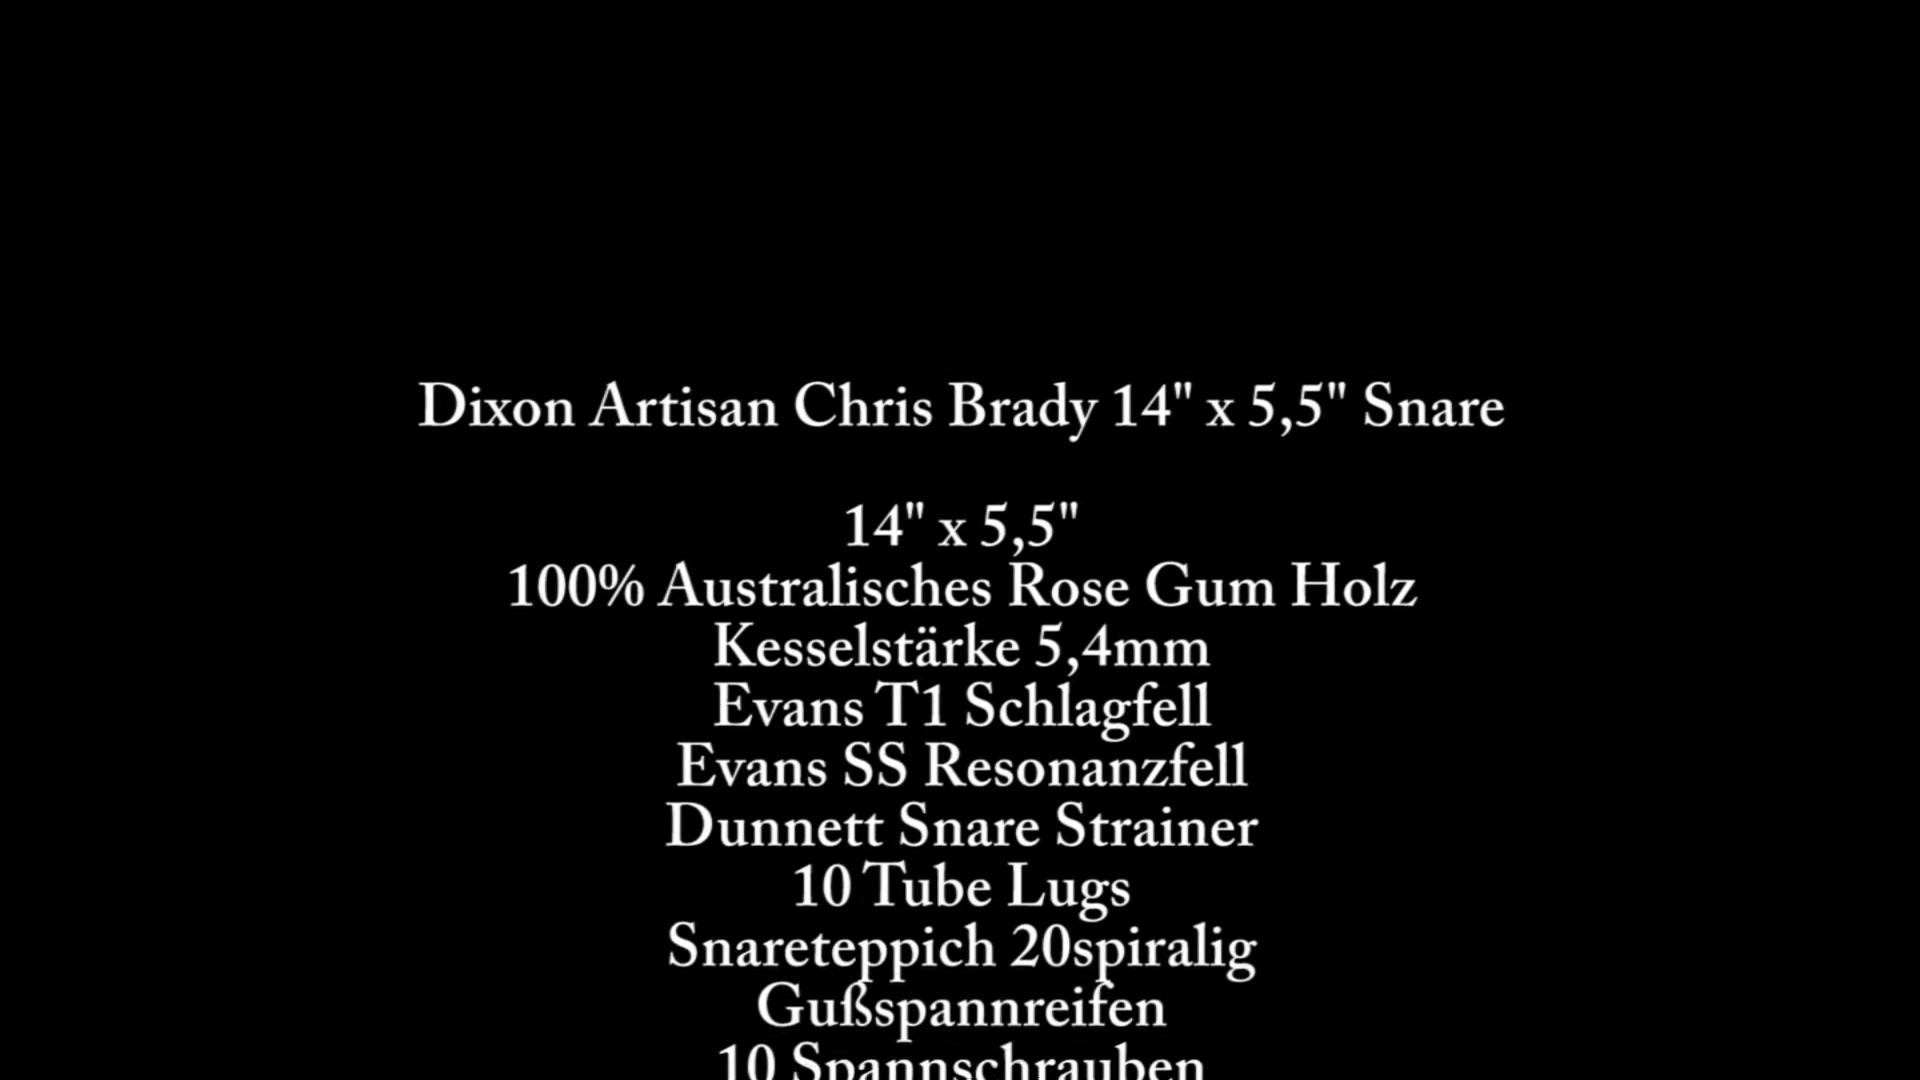 Dixon Artisan Chris Brady 14" x 5,5" Snare
14" x 5,5"
100% Australisches Rose Gum Holz
Kesselstärke 5,4mm
Evans T1 Schlagfell
Evans SS Resonanzfell
Dunnett Snare Strainer
10 Tube Lugs
Snareteppich 20spiralig
Gußspannreifen
10 Spannschrauben